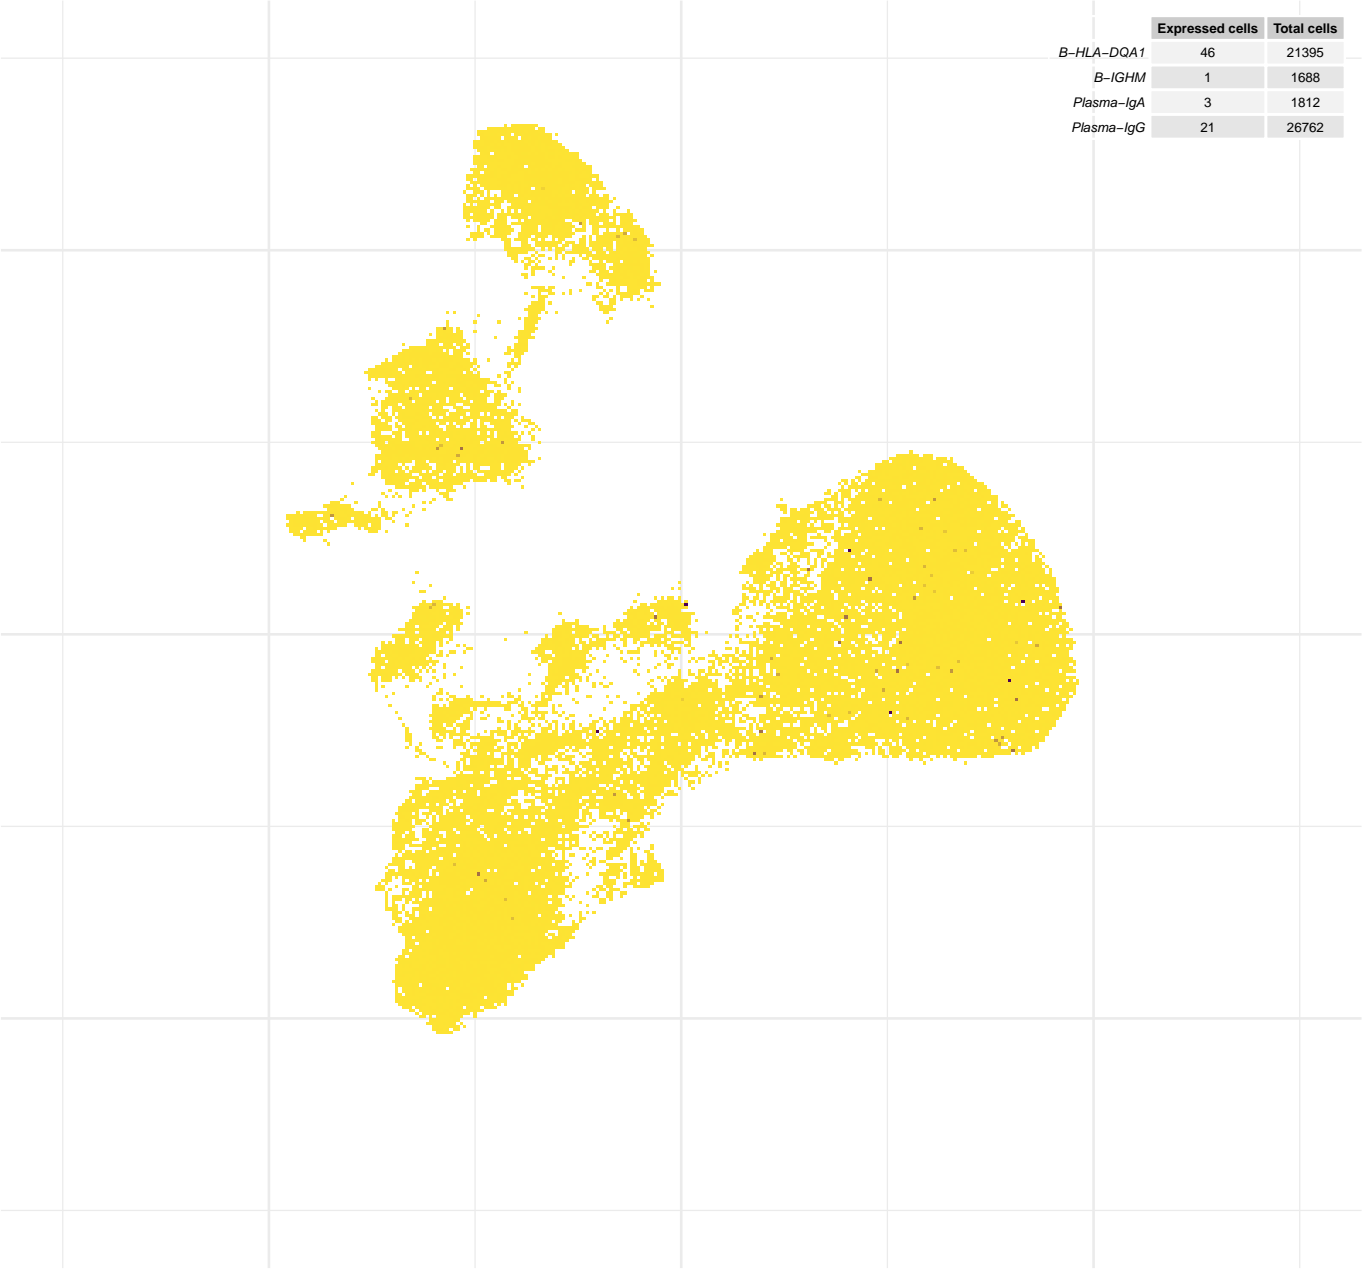 Expressed cells Total cells
B−HLA−DQA1 46 21395
B−IGHM 1 1688
Plasma−IgA 3 1812
Plasma−IgG 21 26762